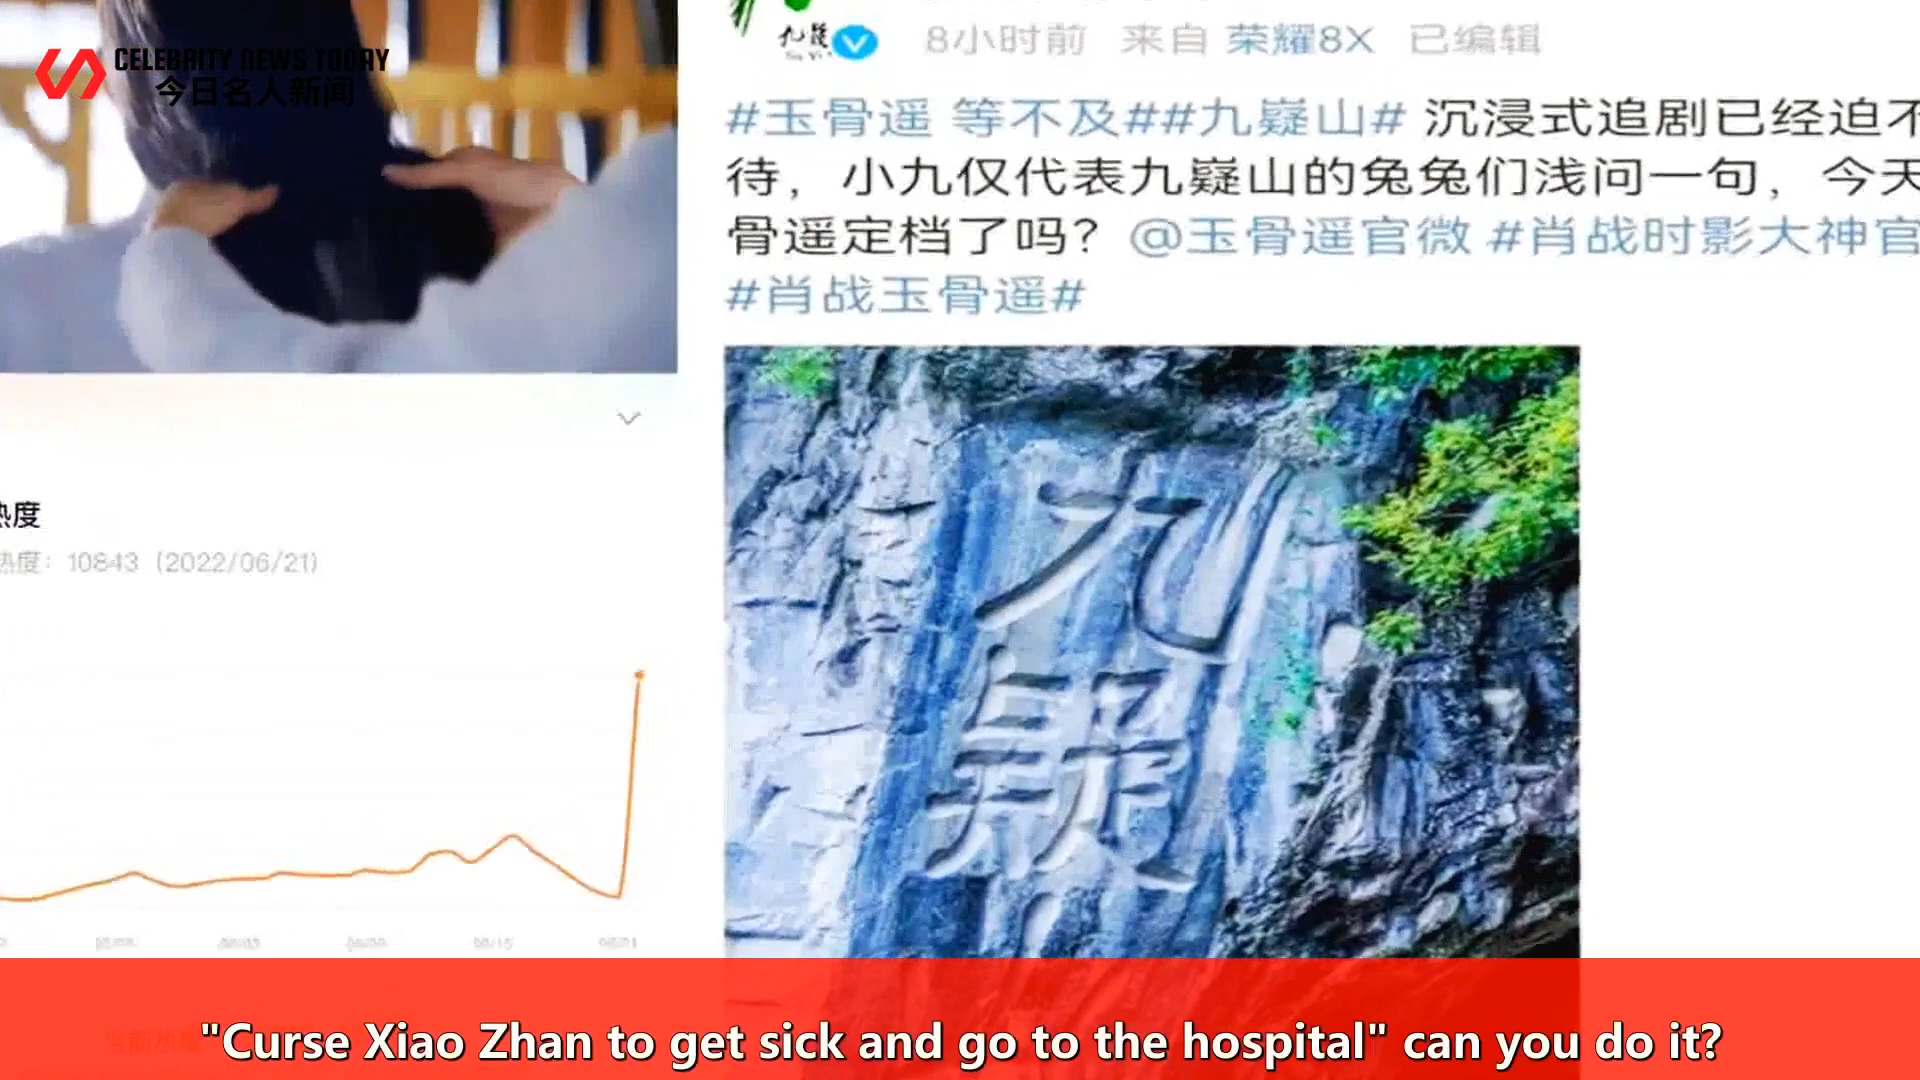 CELEBRITY NEWS TODAY
今日名人新闻
九嶷
8小时前 来自 荣耀8X 已编辑
#玉骨遥 等不及##九嶷山# 沉浸式追剧已经迫不
待，小九仅代表九嶷山的兔兔们浅问一句，今天
骨遥定档了吗？@玉骨遥官微 #肖战时影大神官
#肖战玉骨遥#
热度
热度：10843（2022/06/21）
九
嶷
"Curse Xiao Zhan to get sick and go to the hospital" can you do it?